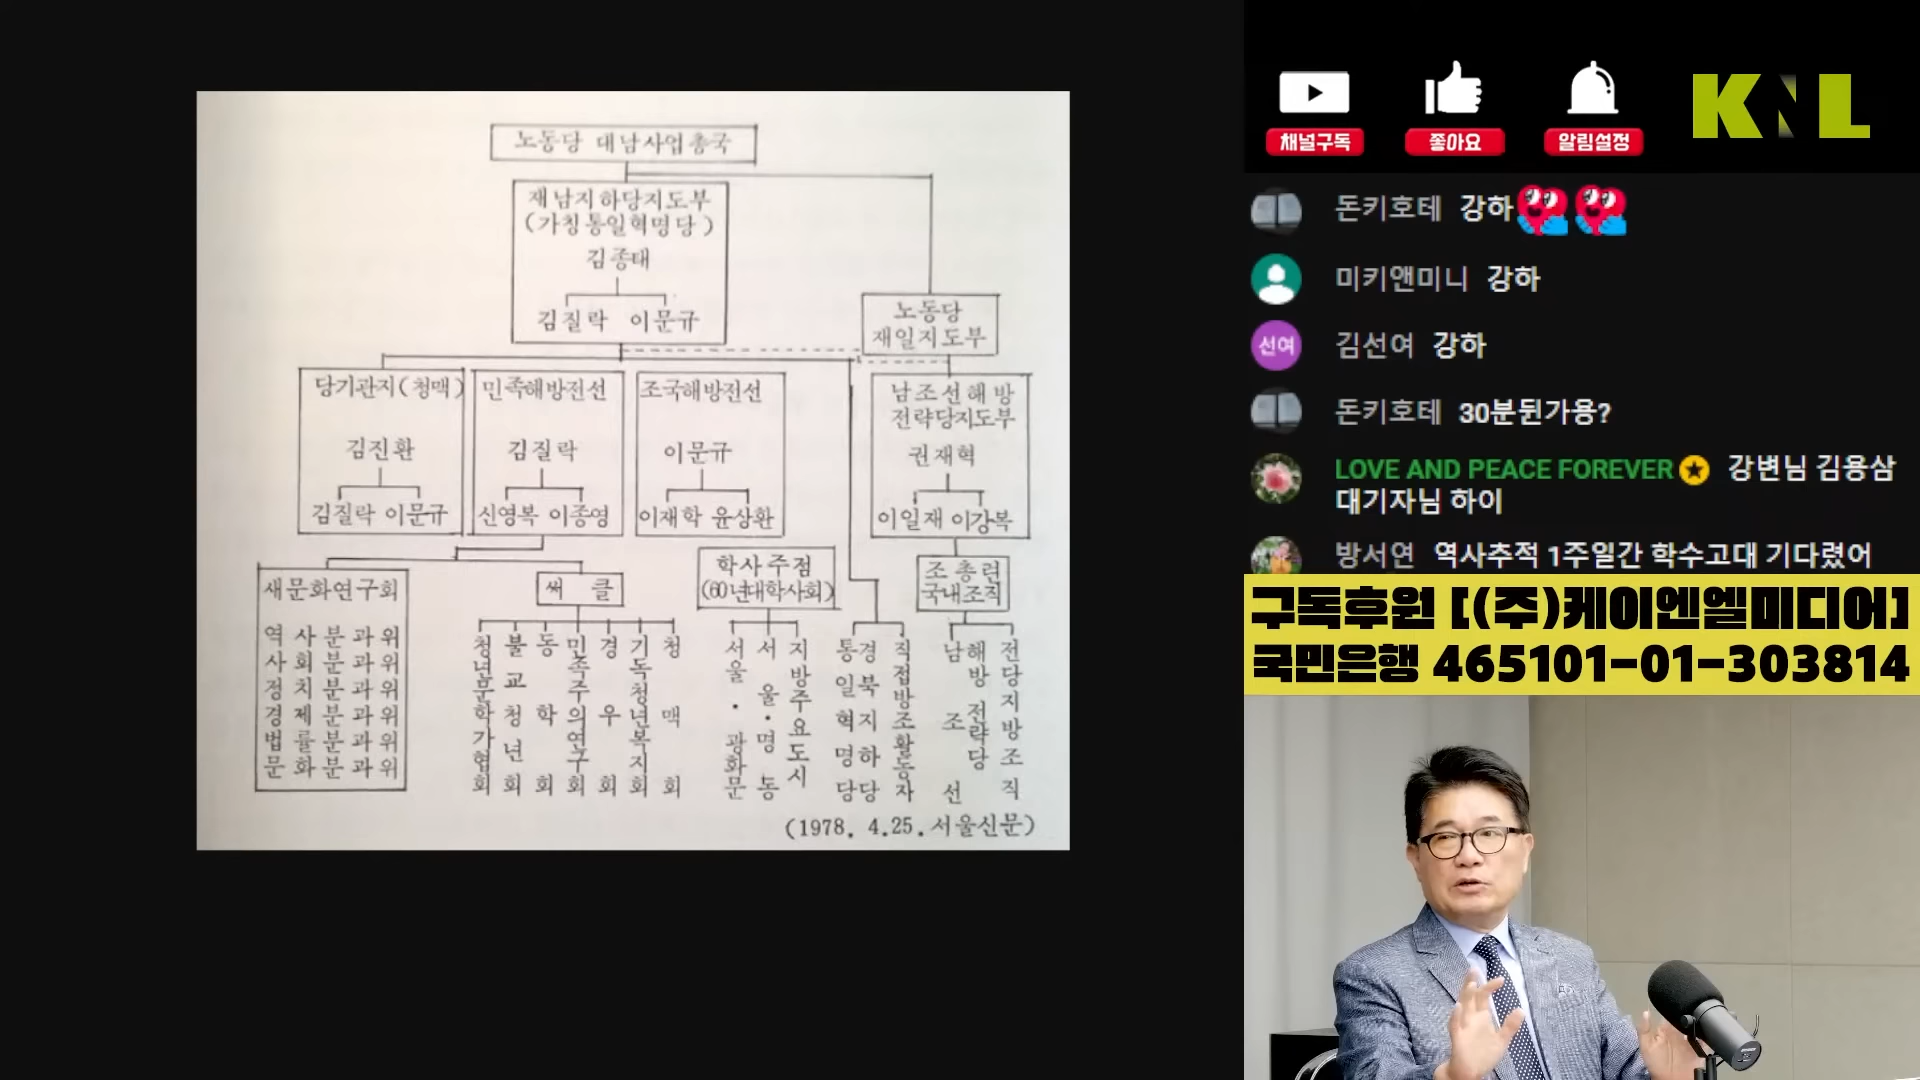 노동당 대남사업총국
재남지하당지도부
(가칭통일혁명당)
김종태
김질락 이문규
노동당
재일지도부
당기관지(청맥)
김진환
김질락 이문규
민족해방전선
김질락
신영복 이종영
조국해방전선
이문규
이재학 윤상환
남조선해방
전략당지도부
권재혁
이일재 이강복
새문화연구회
역사분과위
사회분과위
정치분과위
경제분과위
법률분과위
문화분과위
써클
청년문학가협회
불교청년회
동학회
민족주의연구회
경우회
기독청년복지회
청맥회
학사주점
(60년대학사회)
서울·광화문
서울·명동
지방주요도시
통일혁명당
경북지하당
직접방조활동자
조총련
국내조직
남조선
해방전략당
전당지방조직
(1978. 4.25. 서울신문)
채널구독
좋아요
알림설정
KNL
돈키호테 강하
미키앤미니 강하
선여
김선여 강하
돈키호테 30분뒨가용?
LOVE AND PEACE FOREVER 강변님 김용삼
대기자님 하이
방서연 역사추적 1주일간 학수고대 기다렸어
구독후원 [(주)케이엔엘미디어]
국민은행 465101-01-303814